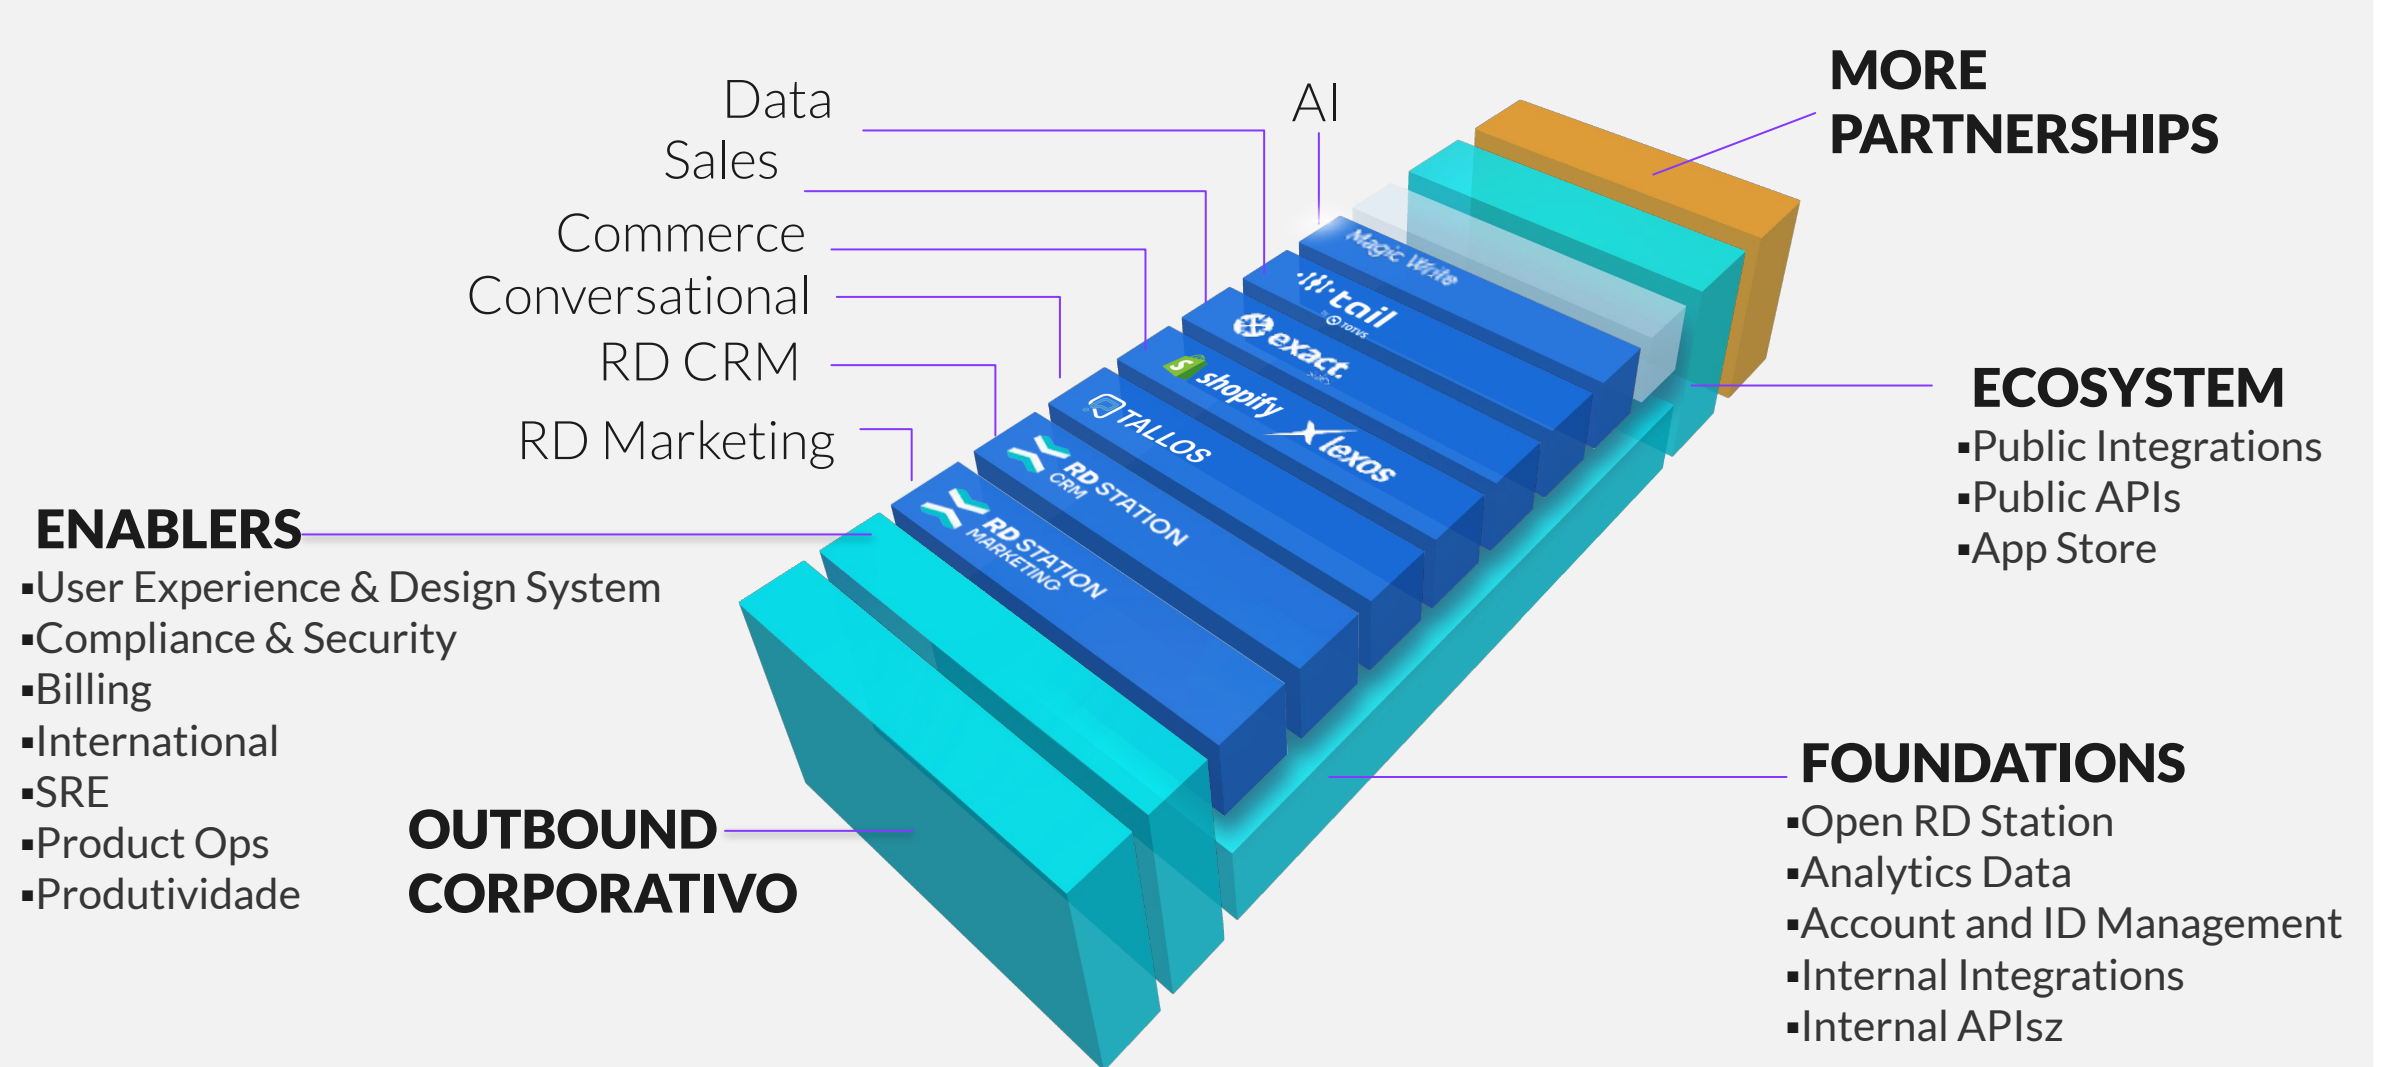 Data
Sales
Commerce
Conversational
RD CRM
RD Marketing
AI
MORE
PARTNERSHIPS
Magic Write
tail
by TOTVS
exact.
shopify
lexos
TALLOS
RD STATION
CRM
RD STATION
MARKETING
ENABLERS
▪User Experience & Design System
▪Compliance & Security
▪Billing
▪International
▪SRE
▪Product Ops
▪Produtividade
OUTBOUND
CORPORATIVO
ECOSYSTEM
▪Public Integrations
▪Public APIs
▪App Store
FOUNDATIONS
▪Open RD Station
▪Analytics Data
▪Account and ID Management
▪Internal Integrations
▪Internal APIsz